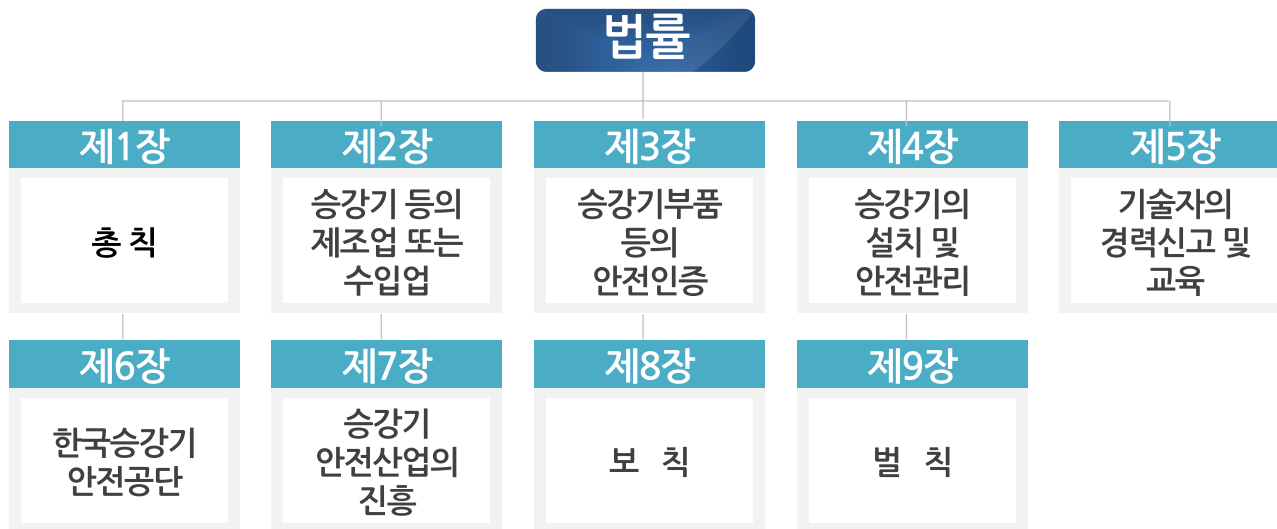 법률
제1장
총 칙
제2장
승강기 등의
제조업 또는
수입업
제3장
승강기부품
등의
안전인증
제4장
승강기의
설치 및
안전관리
제5장
기술자의
경력신고 및
교육
제6장
한국승강기
안전공단
제7장
승강기
안전산업의
진흥
제8장
보 칙
제9장
벌 칙